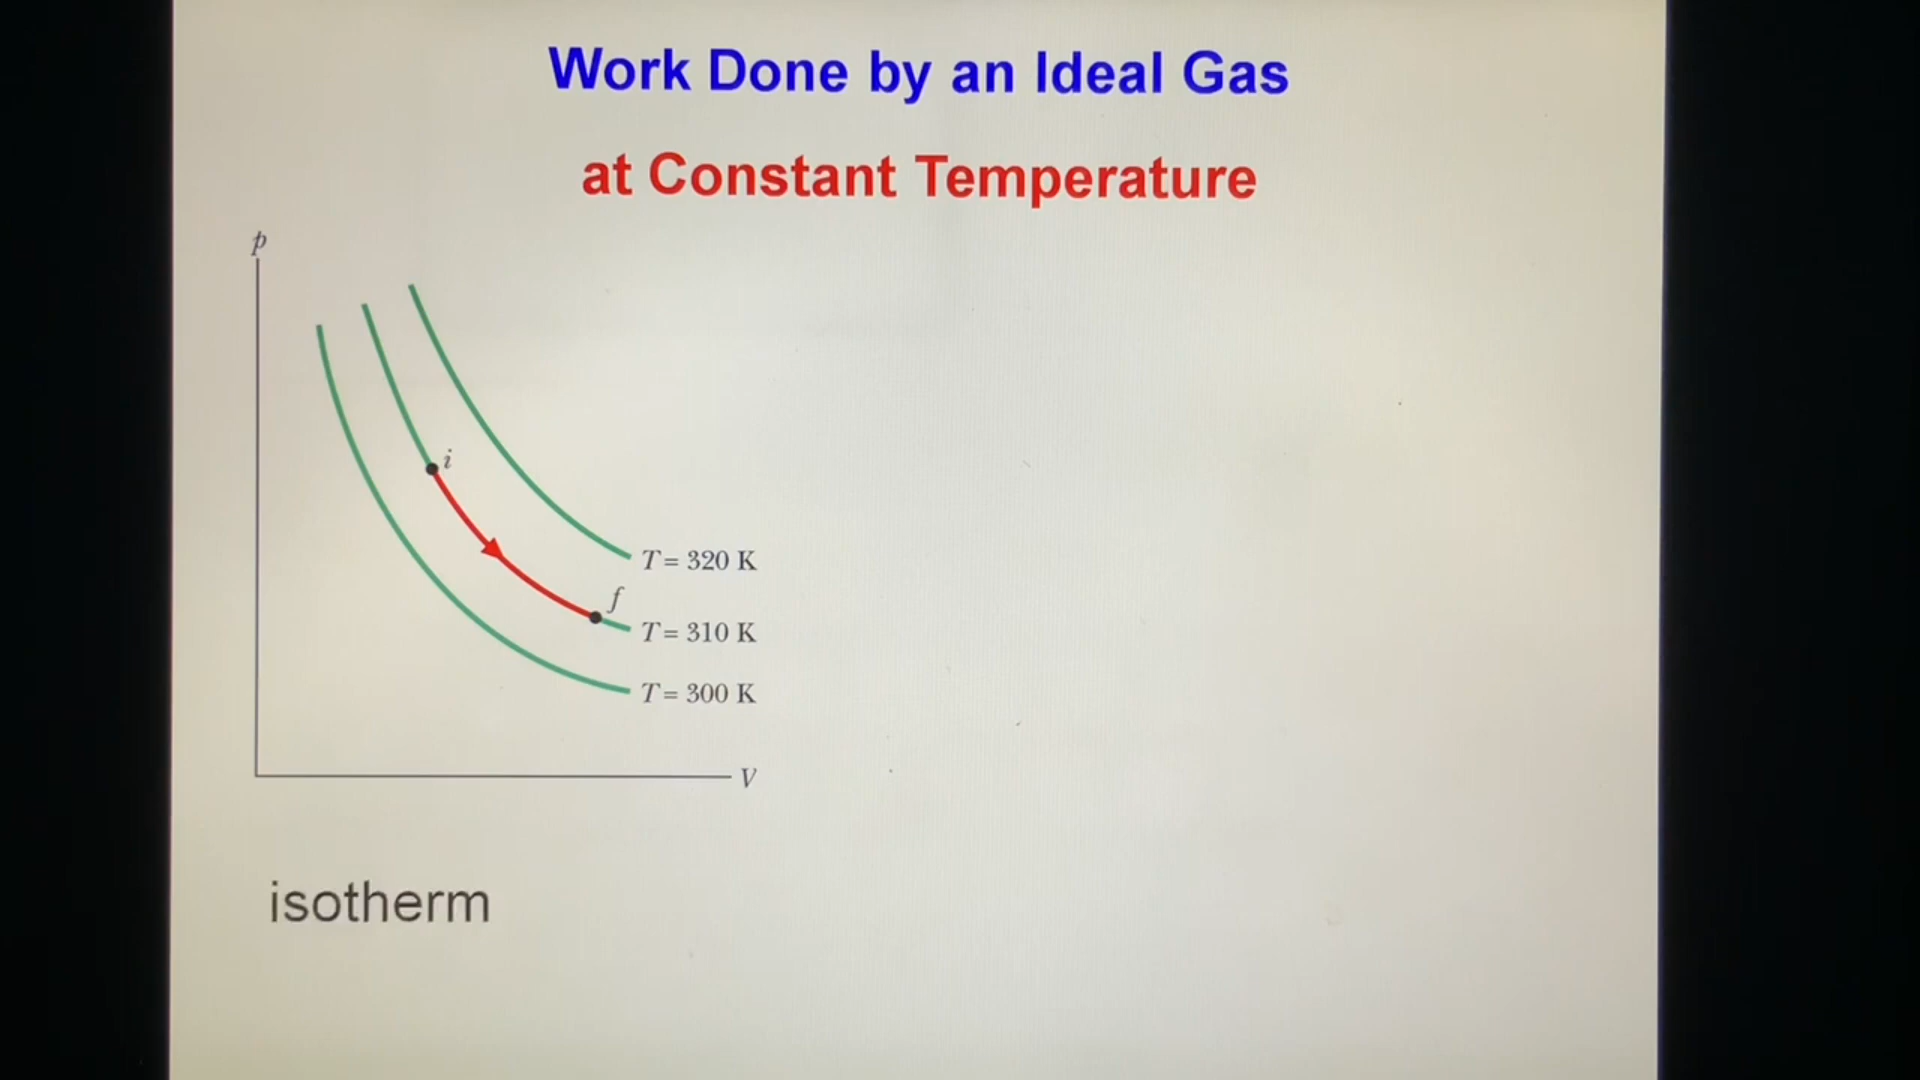 Work Done by an Ideal Gas
at Constant Temperature
p
i
T = 320 K
f
T = 310 K
T = 300 K
V
isotherm